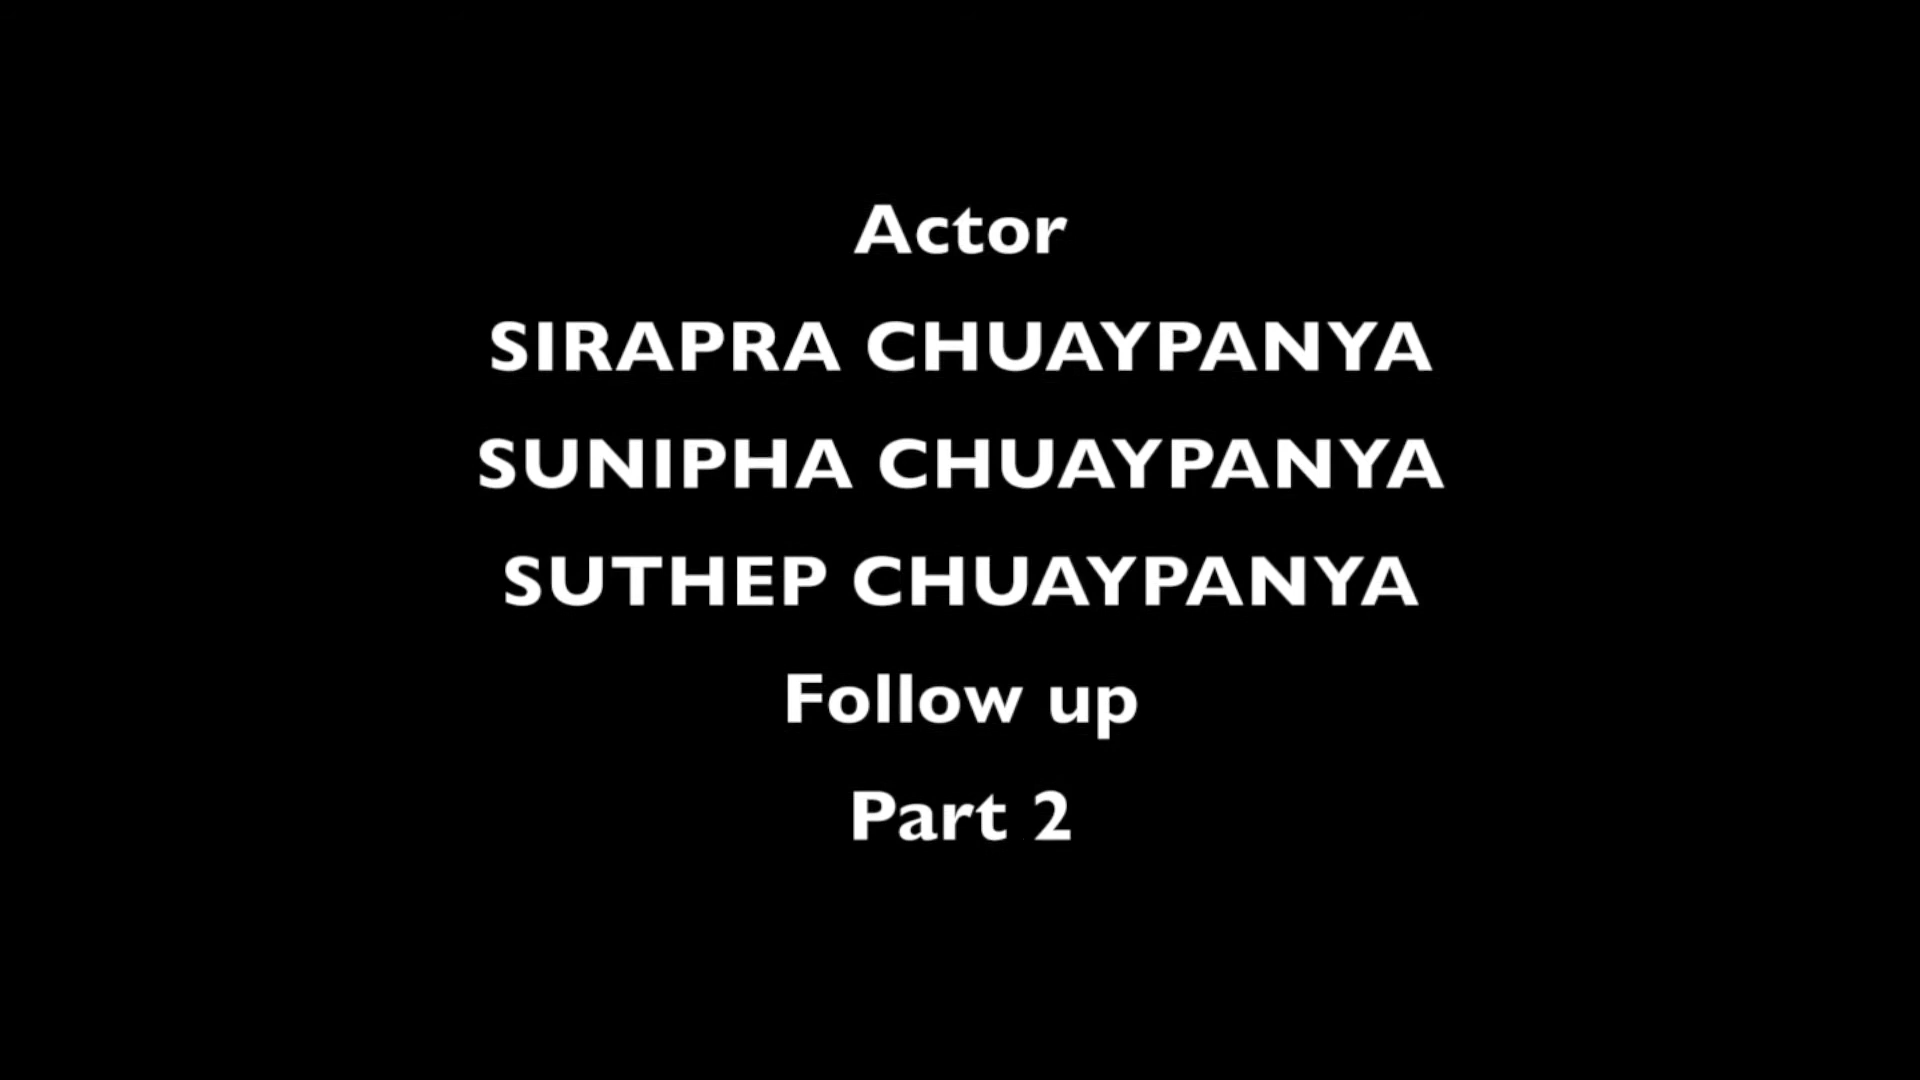 Actor
SIRAPRA CHUAYPANYA
SUNIPHA CHUAYPANYA
SUTHEP CHUAYPANYA
Follow up
Part 2